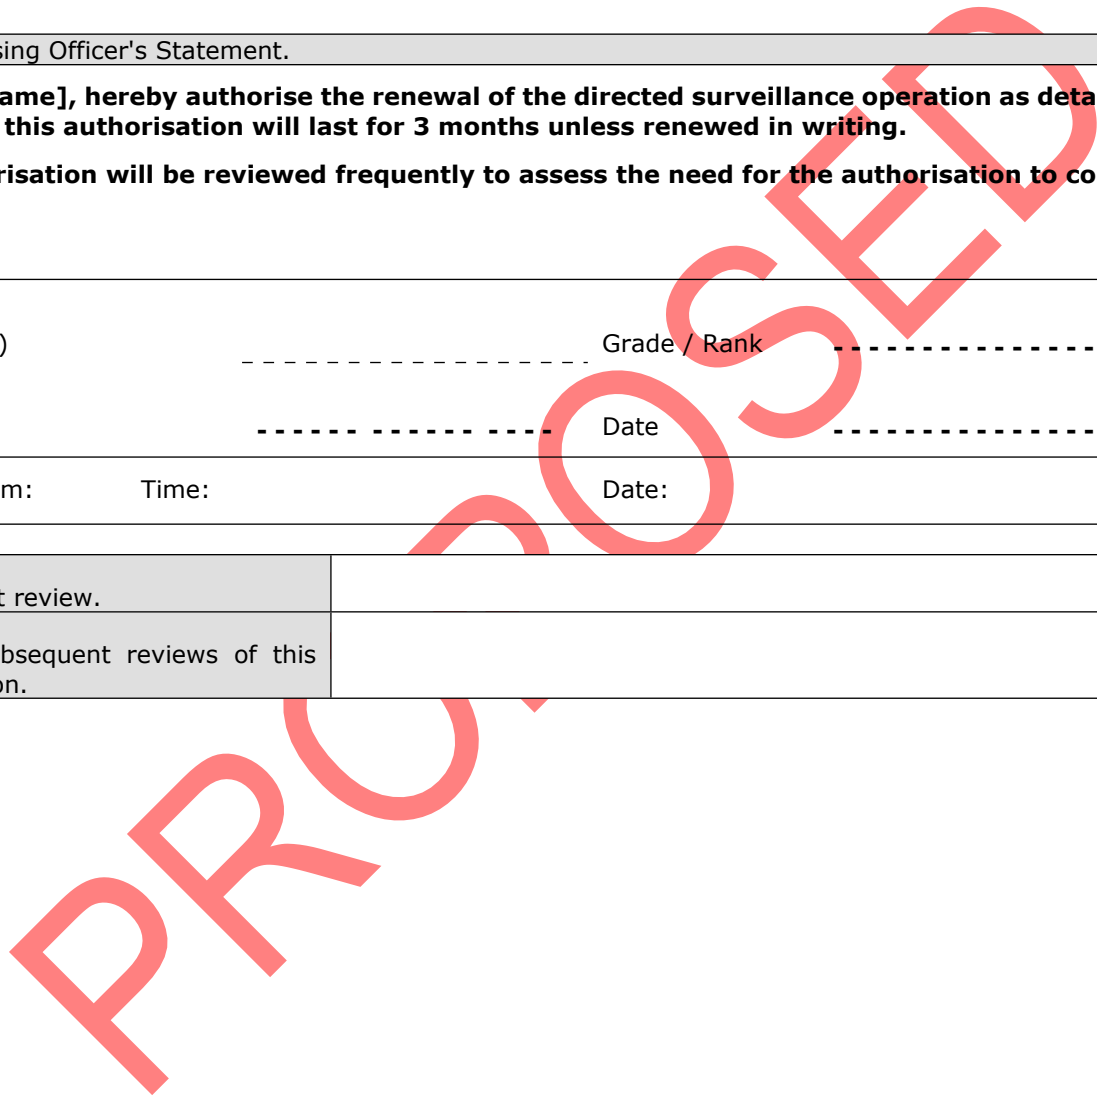 sing Officer's Statement.
ame], hereby authorise the renewal of the directed surveillance operation as deta
this authorisation will last for 3 months unless renewed in writing.
risation will be reviewed frequently to assess the need for the authorisation to co
) Grade / Rank
Date
m: Time: Date:
t review.
bsequent reviews of this
on.
PROPOSED